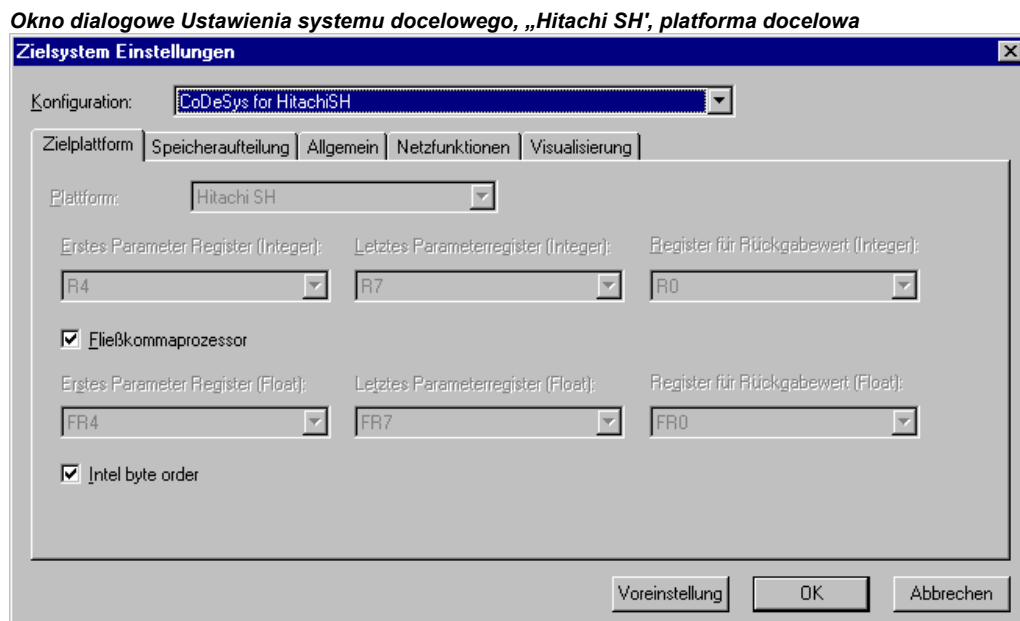 Okno dialogowe Ustawienia systemu docelowego, „Hitachi SH', platforma docelowa
Zielsystem Einstellungen
Konfiguration: CoDeSys for HitachiSH
Zielplattform Speicheraufteilung Allgemein Netzfunktionen Visualisierung
Plattform: Hitachi SH
Erstes Parameter Register (Integer): Letztes Parameterregister (Integer): Register für Rückgabewert (Integer):
R4 R7 R0
Fließkommaprozessor
Erstes Parameter Register (Float): Letztes Parameterregister (Float): Register für Rückgabewert (Float):
FR4 FR7 FR0
Intel byte order
Voreinstellung OK Abbrechen